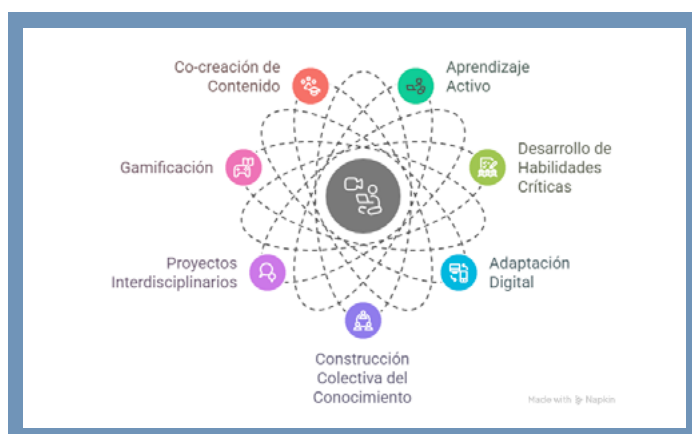 Co-creación de
Contenido
Aprendizaje
Activo
Gamificación
Desarrollo de
Habilidades
Críticas
Proyectos
Interdisciplinarios
Adaptación
Digital
Construcción
Colectiva del
Conocimiento
Made with Napkin